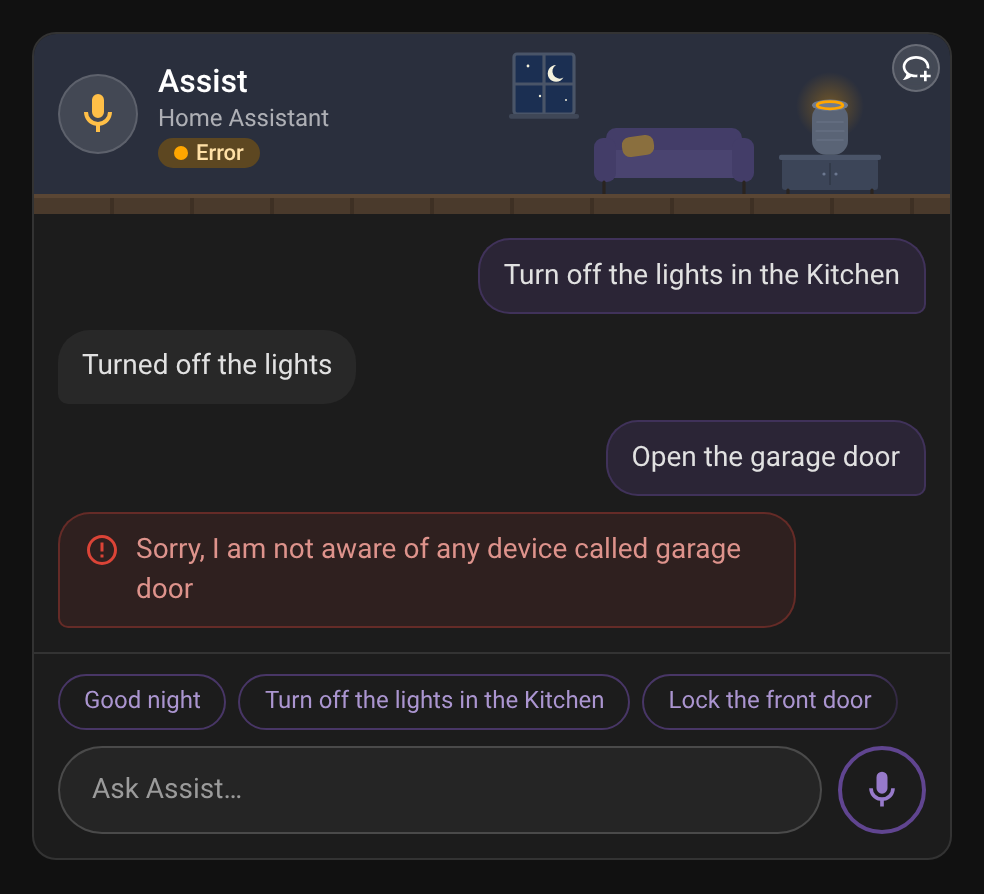 Assist
Home Assistant
Error
Turn off the lights in the Kitchen
Turned off the lights
Open the garage door
Sorry, I am not aware of any device called garage
door
Good night
Turn off the lights in the Kitchen
Lock the front door
Ask Assist…